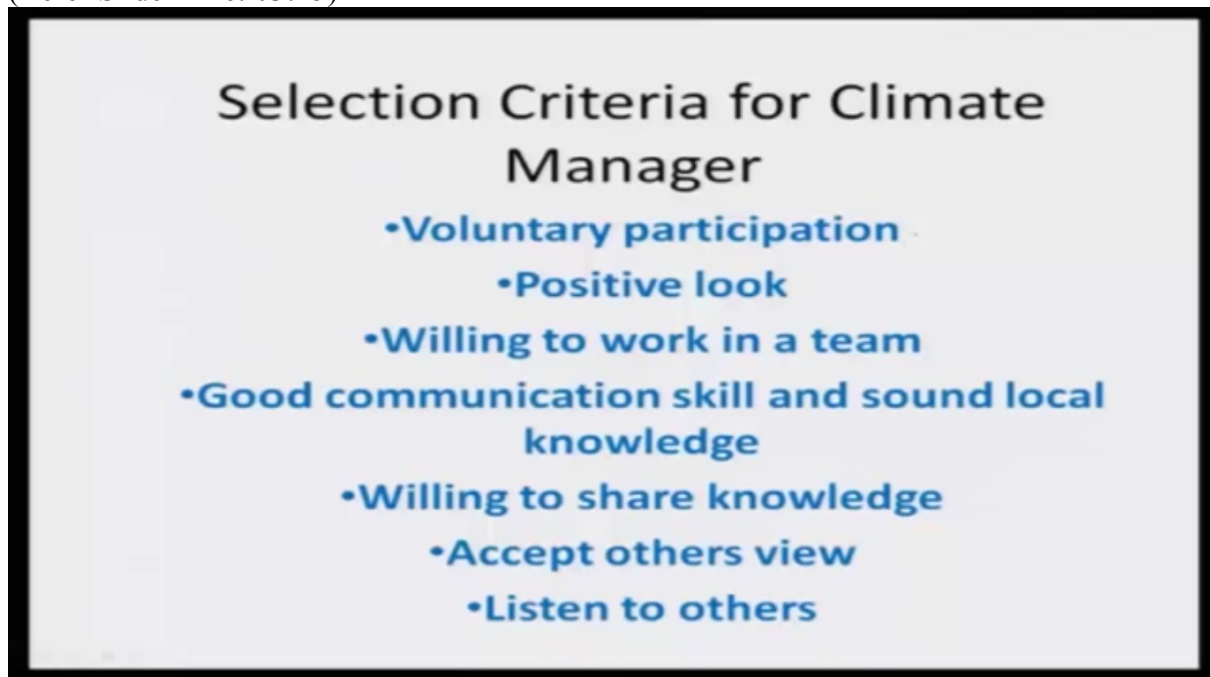 Selection Criteria for Climate
Manager
•Voluntary participation
•Positive look
•Willing to work in a team
•Good communication skill and sound local
knowledge
•Willing to share knowledge
•Accept others view
•Listen to others